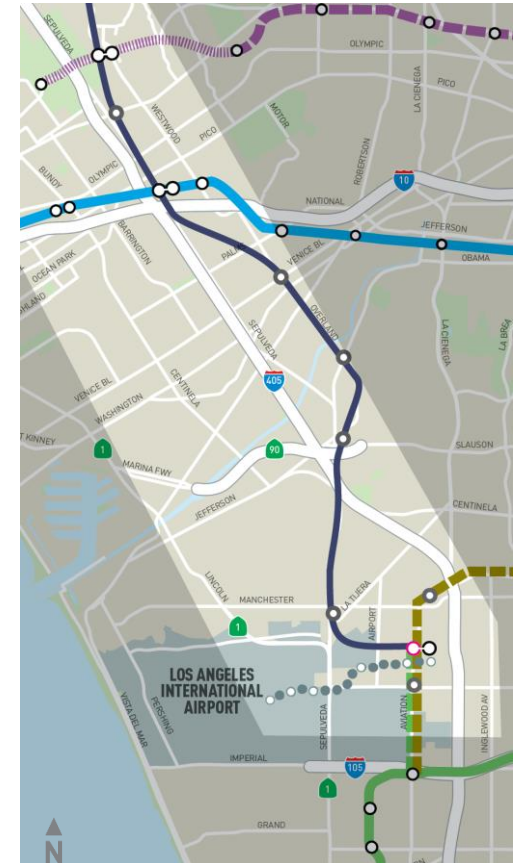 SEPULVEDA
OLYMPIC
WESTWOOD
PICO
LA CIENEGA
PICO
MOTOR
BUNDY
OLYMPIC
ROBERTSON
10
NATIONAL
BARRINGTON
JEFFERSON
PALMS
VENICE BL
OBAMA
OCEAN PARK
HIGHLAND
OVERLAND
SEPULVEDA
LA CIENEGA
LA BREA
405
CENTINELA
VENICE BL
WASHINGTON
T KINNEY
1
90
SLAUSON
MARINA FWY
JEFFERSON
CENTINELA
LINCOLN
MANCHESTER
LA TIJERA
AIRPORT
1
LOS ANGELES
INTERNATIONAL
AIRPORT
VISTA DEL MAR
PERSHING
SEPULVEDA
AVIATION
INGLEWOOD AV
IMPERIAL
105
1
GRAND
N